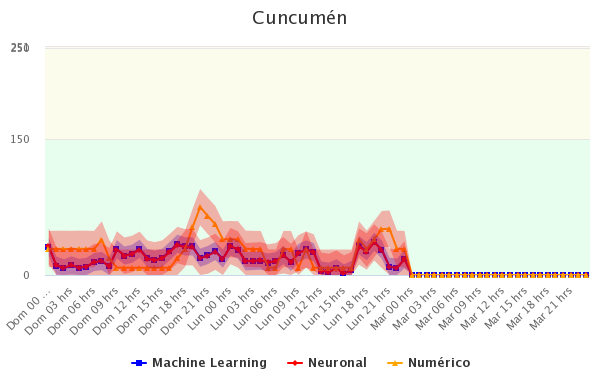 Cuncumén
250
150
0
Dom 00 ...
Dom 03 hrs
Dom 06 hrs
Dom 09 hrs
Dom 12 hrs
Dom 15 hrs
Dom 18 hrs
Dom 21 hrs
Lun 00 hrs
Lun 03 hrs
Lun 06 hrs
Lun 09 hrs
Lun 12 hrs
Lun 15 hrs
Lun 18 hrs
Lun 21 hrs
Mar 00 hrs
Mar 03 hrs
Mar 06 hrs
Mar 09 hrs
Mar 12 hrs
Mar 15 hrs
Mar 18 hrs
Mar 21 hrs
Machine Learning Neuronal Numérico